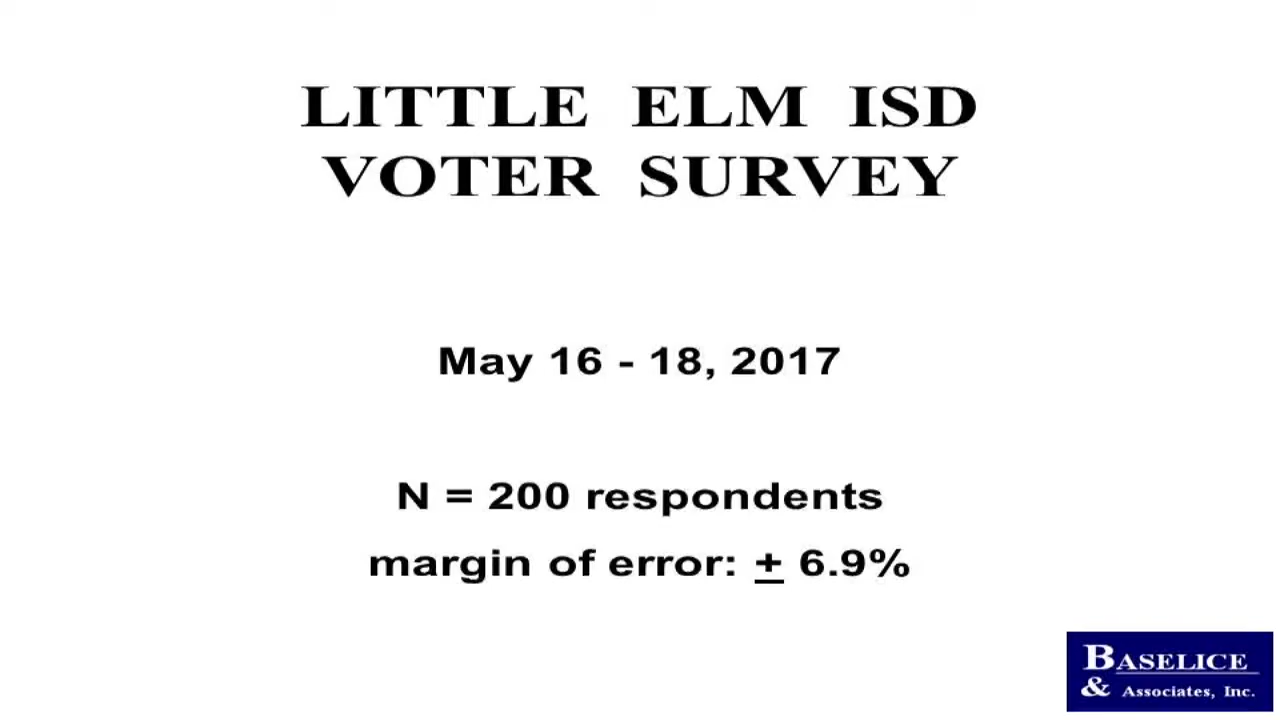 LITTLE ELM ISD
VOTER SURVEY
May 16 - 18, 2017
N = 200 respondents
margin of error: ± 6.9%
BASELICE
& Associates, Inc.